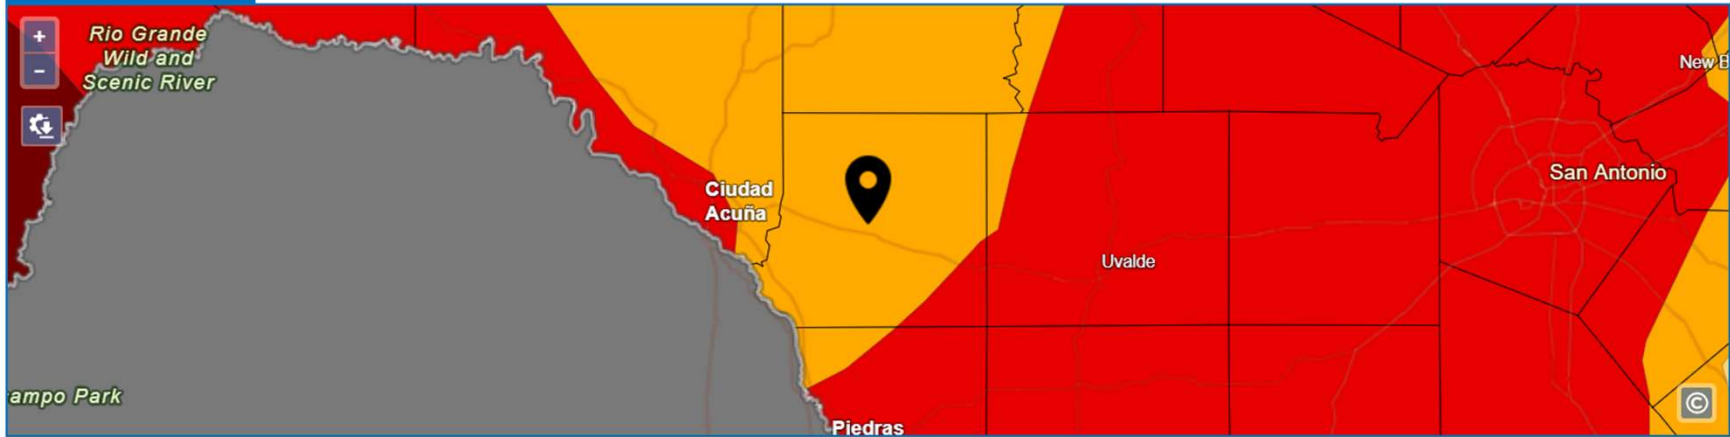 +
−
Rio Grande
Wild and
Scenic River
New B
San Antonio
Ciudad
Acuña
Uvalde
ampo Park
Piedras
©